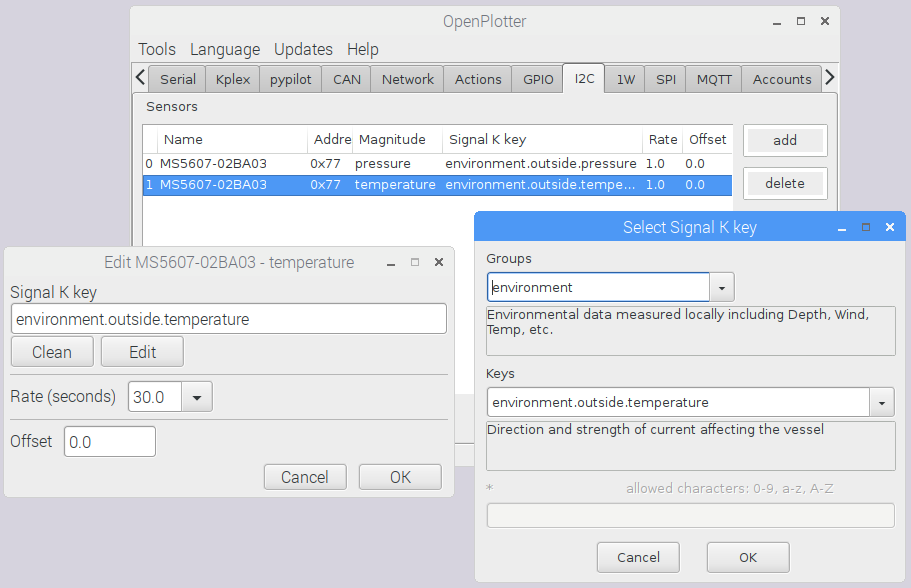 OpenPlotter
Tools Language Updates Help
Serial Kplex pypilot CAN Network Actions GPIO I2C 1W SPI MQTT Accounts
Sensors
Name Addre Magnitude Signal K key Rate Offset
0 MS5607-02BA03 0x77 pressure environment.outside.pressure 1.0 0.0
1 MS5607-02BA03 0x77 temperature environment.outside.tempe... 1.0 0.0
add
delete
Edit MS5607-02BA03 - temperature
Signal K key
environment.outside.temperature
Clean Edit
Rate (seconds) 30.0
Offset 0.0
Cancel OK
Select Signal K key
Groups
environment
Environmental data measured locally including Depth, Wind,
Temp, etc.
Keys
environment.outside.temperature
Direction and strength of current affecting the vessel
* allowed characters: 0-9, a-z, A-Z
Cancel OK